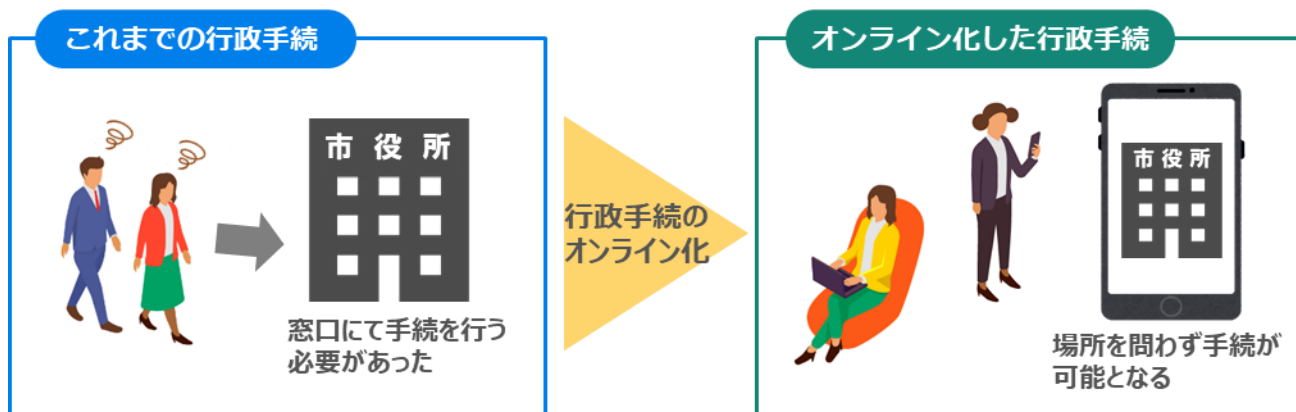 これまでの行政手続
市役所
窓口にて手続を行う
必要があった
行政手続の
オンライン化
オンライン化した行政手続
市役所
場所を問わず手続が
可能となる